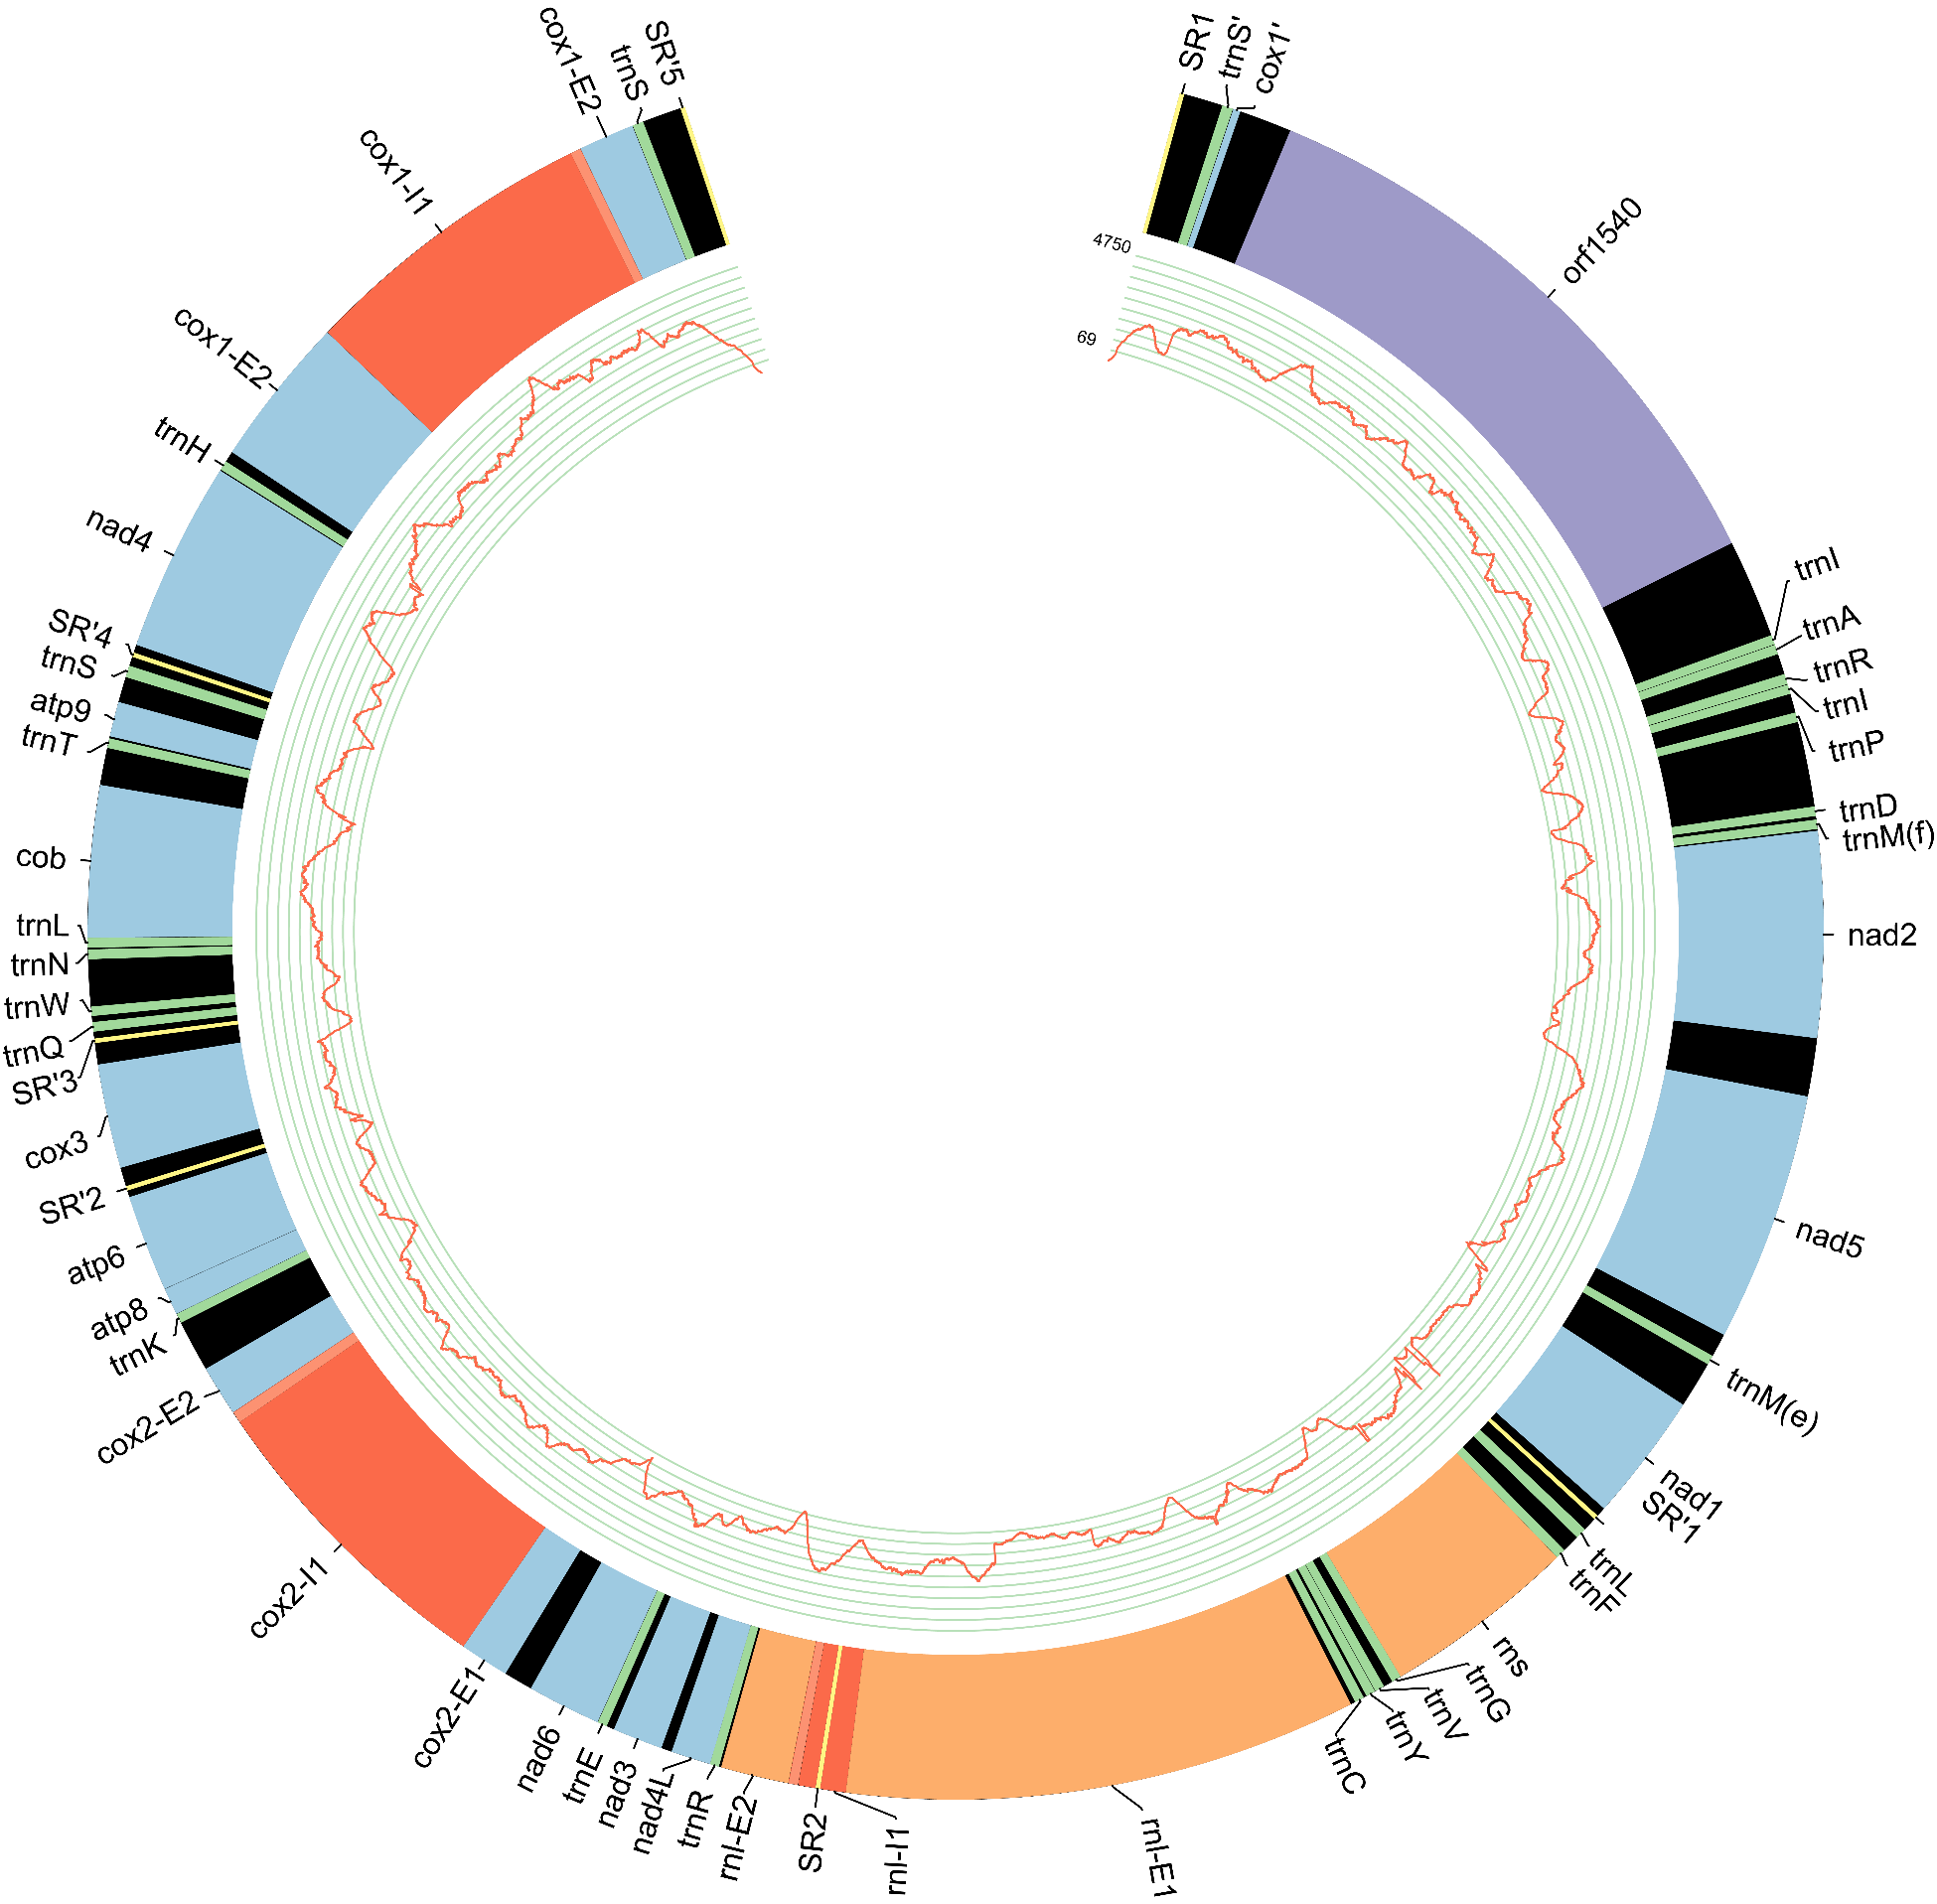 SR1
trnS'
cox1'
orf1540
trnI
trnA
trnR
trnI
trnP
trnD
trnM(f)
nad2
nad5
trnM(e)
nad1
SR'1
trnL
trnF
rns
trnG
trnV
trnY
trnC
rnl-E1
rnl-I1
SR2
rnl-E2
trnR
nad4L
nad3
trnE
nad6
cox2-E1
cox2-I1
cox2-E2
trnK
atp8
atp6
SR'2
cox3
SR'3
trnQ
trnW
trnN
trnL
cob
trnT
atp9
trnS
SR'4
nad4
trnH
cox1-E2
cox1-I1
cox1-E2
trnS
SR'5
4750
69